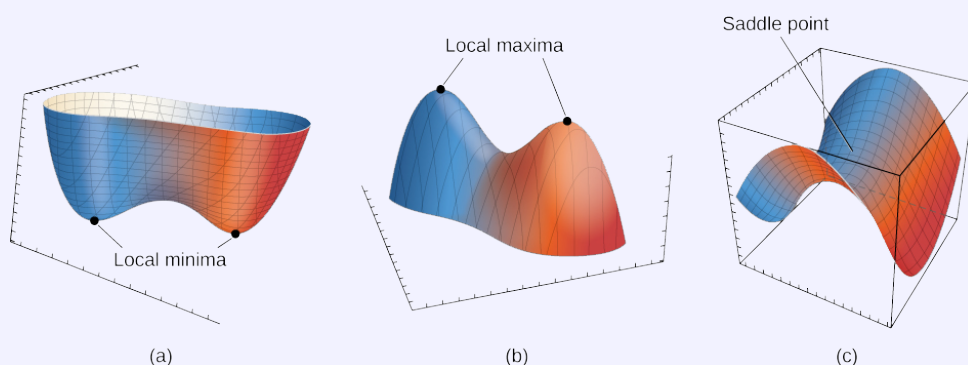 Saddle point
Local maxima
Local minima
(a)
(b)
(c)